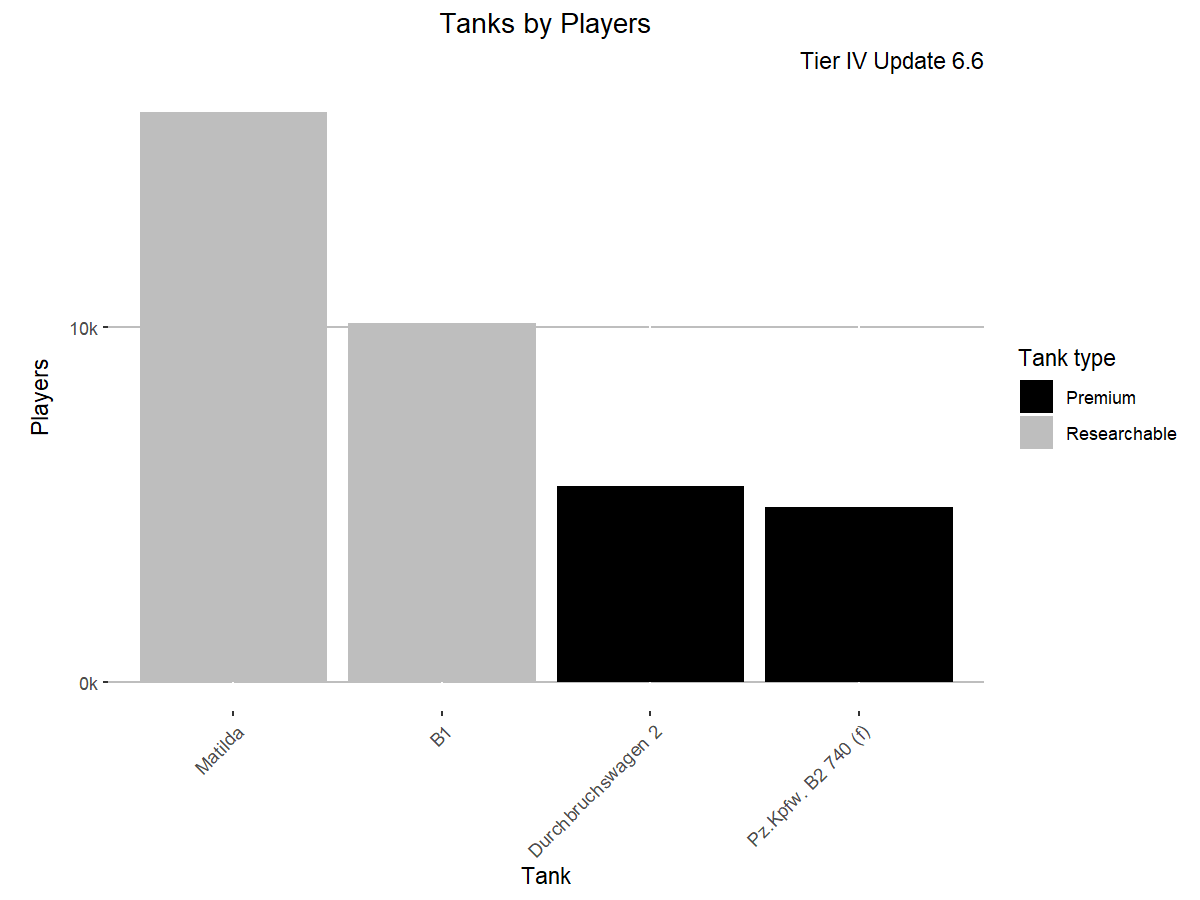 Tanks by Players
Tier IV Update 6.6
Players
10k
0k
Matilda
B1
Durchbruchswagen 2
Pz.Kpfw. B2 740 (f)
Tank
Tank type
Premium
Researchable